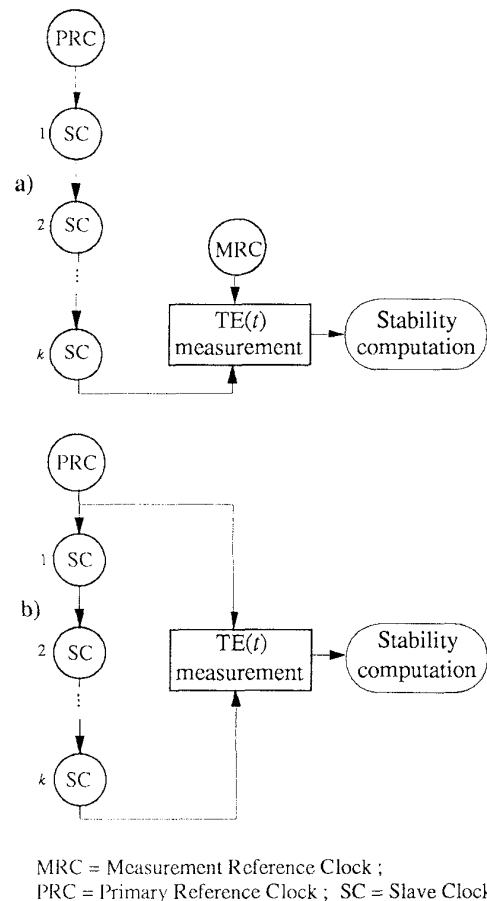 PRC
1 SC
a)
2 SC
⋮
MRC
TE(t)
measurement
Stability
computation
k SC
PRC
1 SC
b)
2 SC
⋮
TE(t)
measurement
Stability
computation
k SC
MRC = Measurement Reference Clock ;
PRC = Primary Reference Clock ; SC = Slave Clock